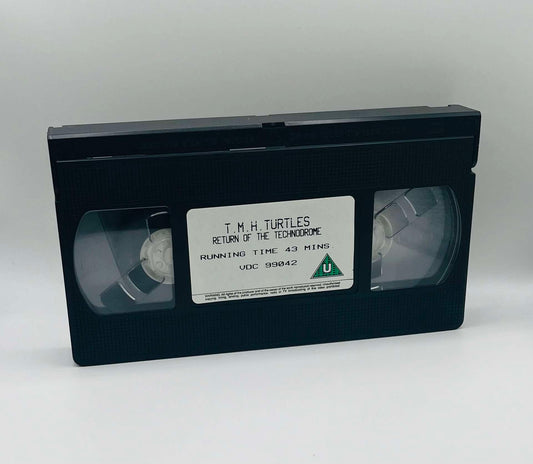 T.M.H.TURTLES
RETURN OF THE TECHNODROME
RUNNING TIME 43 MINS
VDC 99042
U